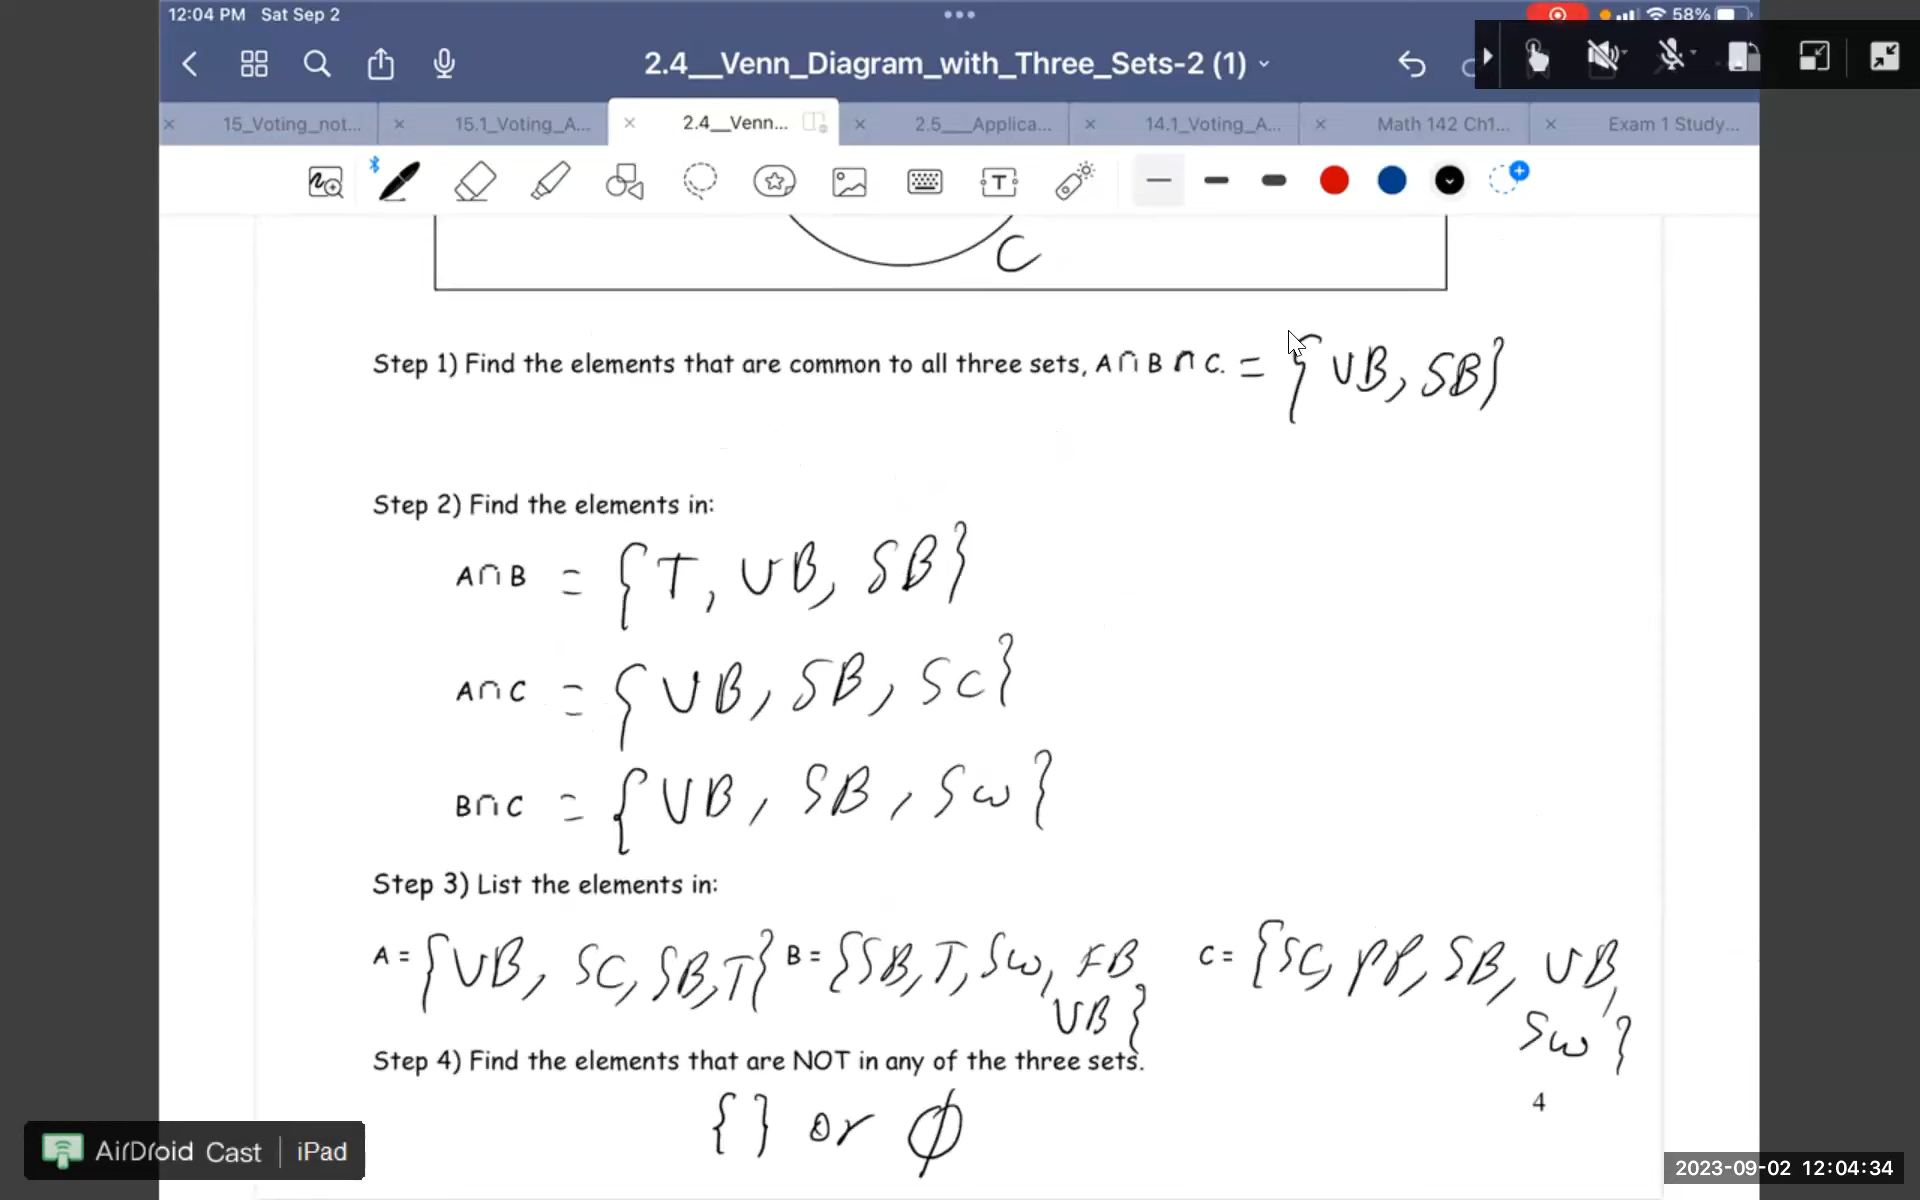 12:04 PM Sat Sep 2
58%
2.4__Venn_Diagram_with_Three_Sets-2 (1)
15_Voting_not...
15.1_Voting_A...
2.4__Venn...
2.5___Applica...
14.1_Voting_A...
Math 142 Ch1...
Exam 1 Study...
C
Step 1) Find the elements that are common to all three sets, A∩B∩C. = {VB, SB}
Step 2) Find the elements in:
A∩B = {T, VB, SB}
A∩C = {VB, SB, SC}
B∩C = {VB, SB, Sw}
Step 3) List the elements in:
A = {VB, SC, SB, T} B = {SB, T, Sw, FB C = {SC, PP, SB, VB,
VB} Sw}
Step 4) Find the elements that are NOT in any of the three sets.
{ } or ∅
4
AirDroid Cast | iPad
2023-09-02 12:04:34